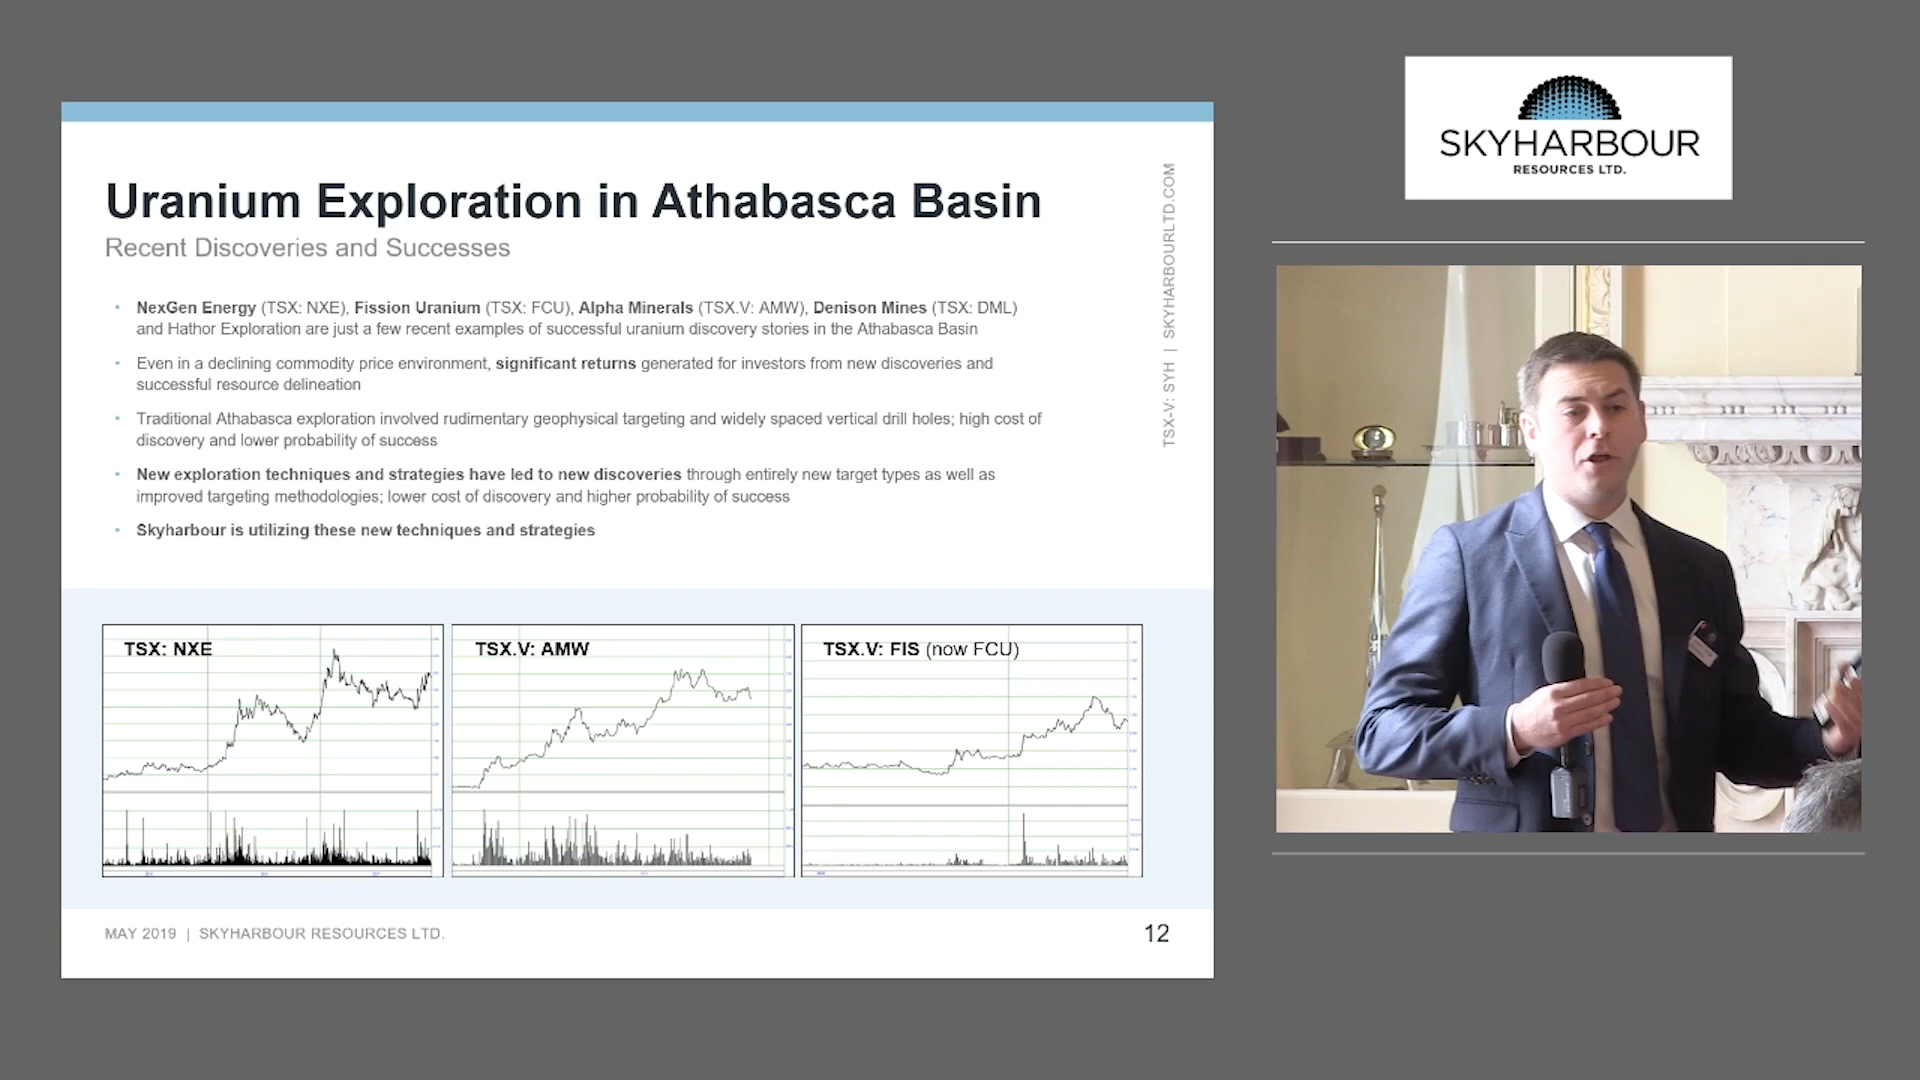 Uranium Exploration in Athabasca Basin
Recent Discoveries and Successes
• NexGen Energy (TSX: NXE), Fission Uranium (TSX: FCU), Alpha Minerals (TSX.V: AMW), Denison Mines (TSX: DML)
and Hathor Exploration are just a few recent examples of successful uranium discovery stories in the Athabasca Basin
• Even in a declining commodity price environment, significant returns generated for investors from new discoveries and
successful resource delineation
• Traditional Athabasca exploration involved rudimentary geophysical targeting and widely spaced vertical drill holes; high cost of
discovery and lower probability of success
• New exploration techniques and strategies have led to new discoveries through entirely new target types as well as
improved targeting methodologies; lower cost of discovery and higher probability of success
• Skyharbour is utilizing these new techniques and strategies
TSX-V: SYH | SKYHARBOURLTD.COM
TSX: NXE
TSX.V: AMW
TSX.V: FIS (now FCU)
MAY 2019 | SKYHARBOUR RESOURCES LTD.
12
SKYHARBOUR
RESOURCES LTD.